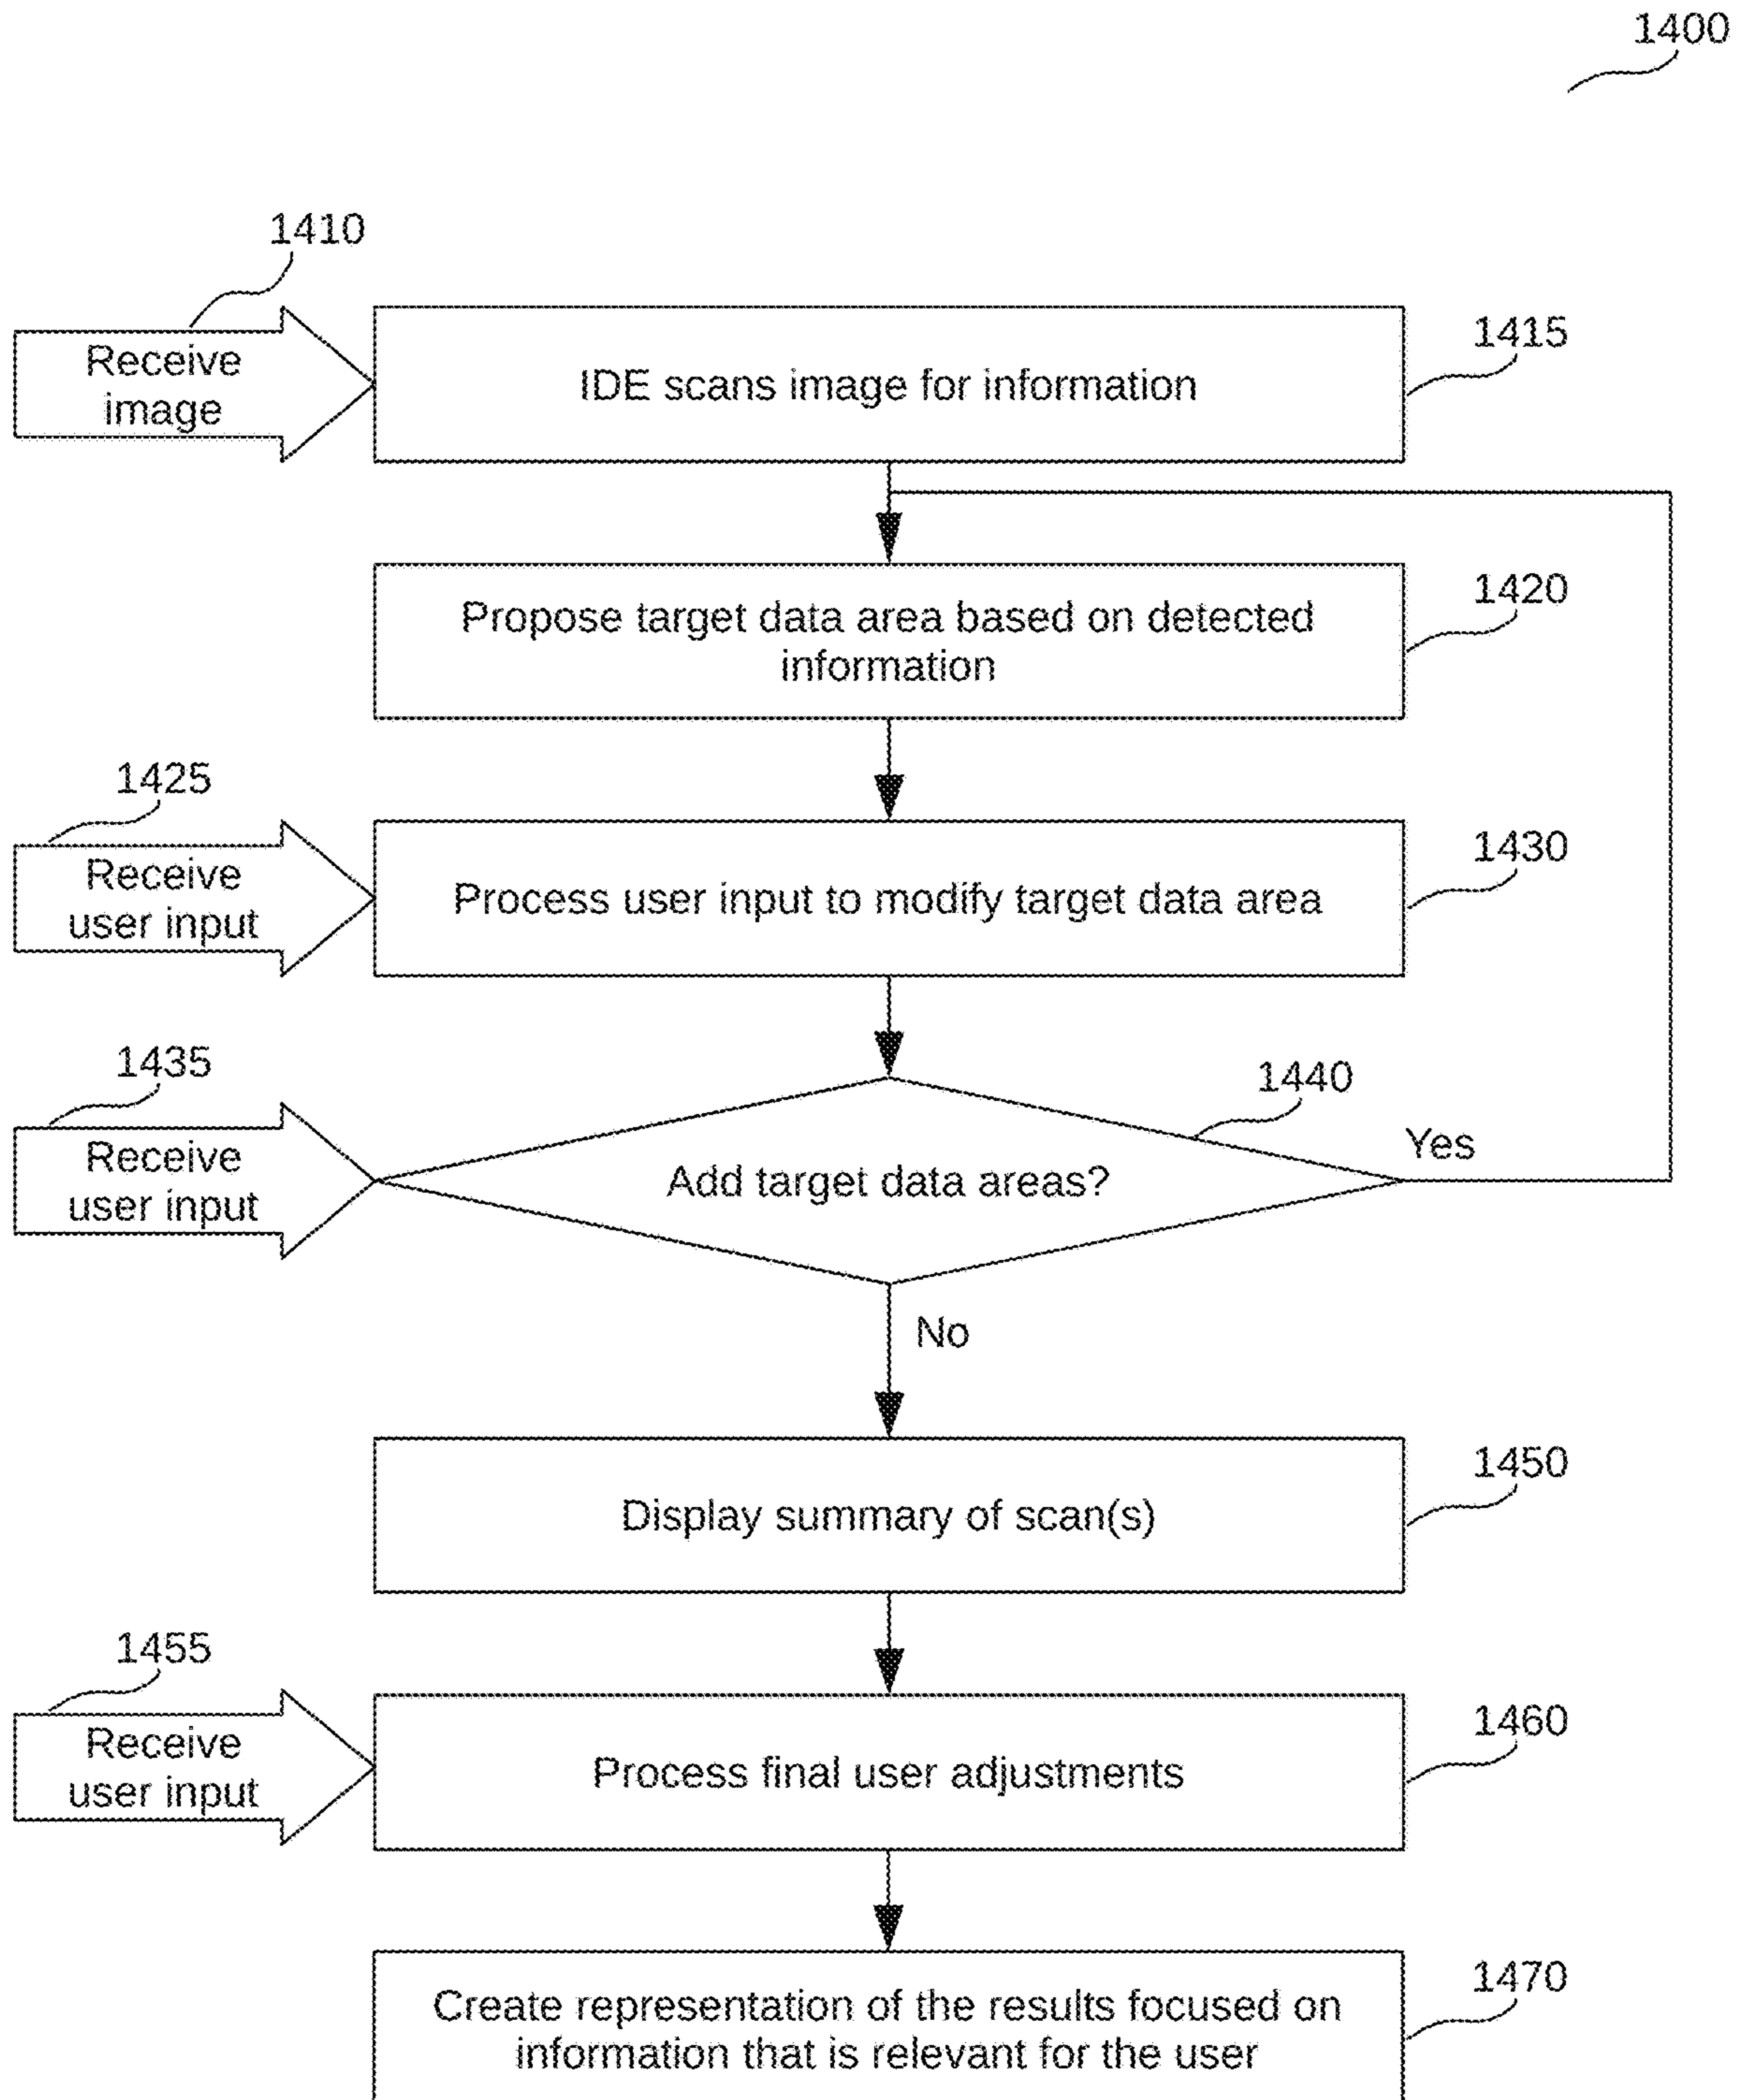 1400
1410
Receive
image
IDE scans image for information
1415
Propose target data area based on detected
information
1420
1425
Receive
user input
Process user input to modify target data area
1430
1435
Receive
user input
Add target data areas?
1440
Yes
No
Display summary of scan(s)
1450
1455
Receive
user input
Process final user adjustments
1460
Create representation of the results focused on
information that is relevant for the user
1470